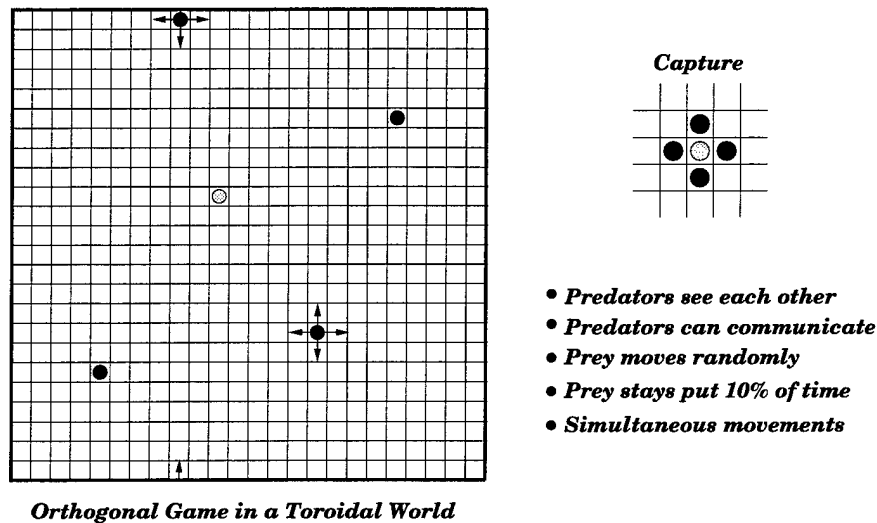 Capture
• Predators see each other
• Predators can communicate
• Prey moves randomly
• Prey stays put 10% of time
• Simultaneous movements
Orthogonal Game in a Toroidal World